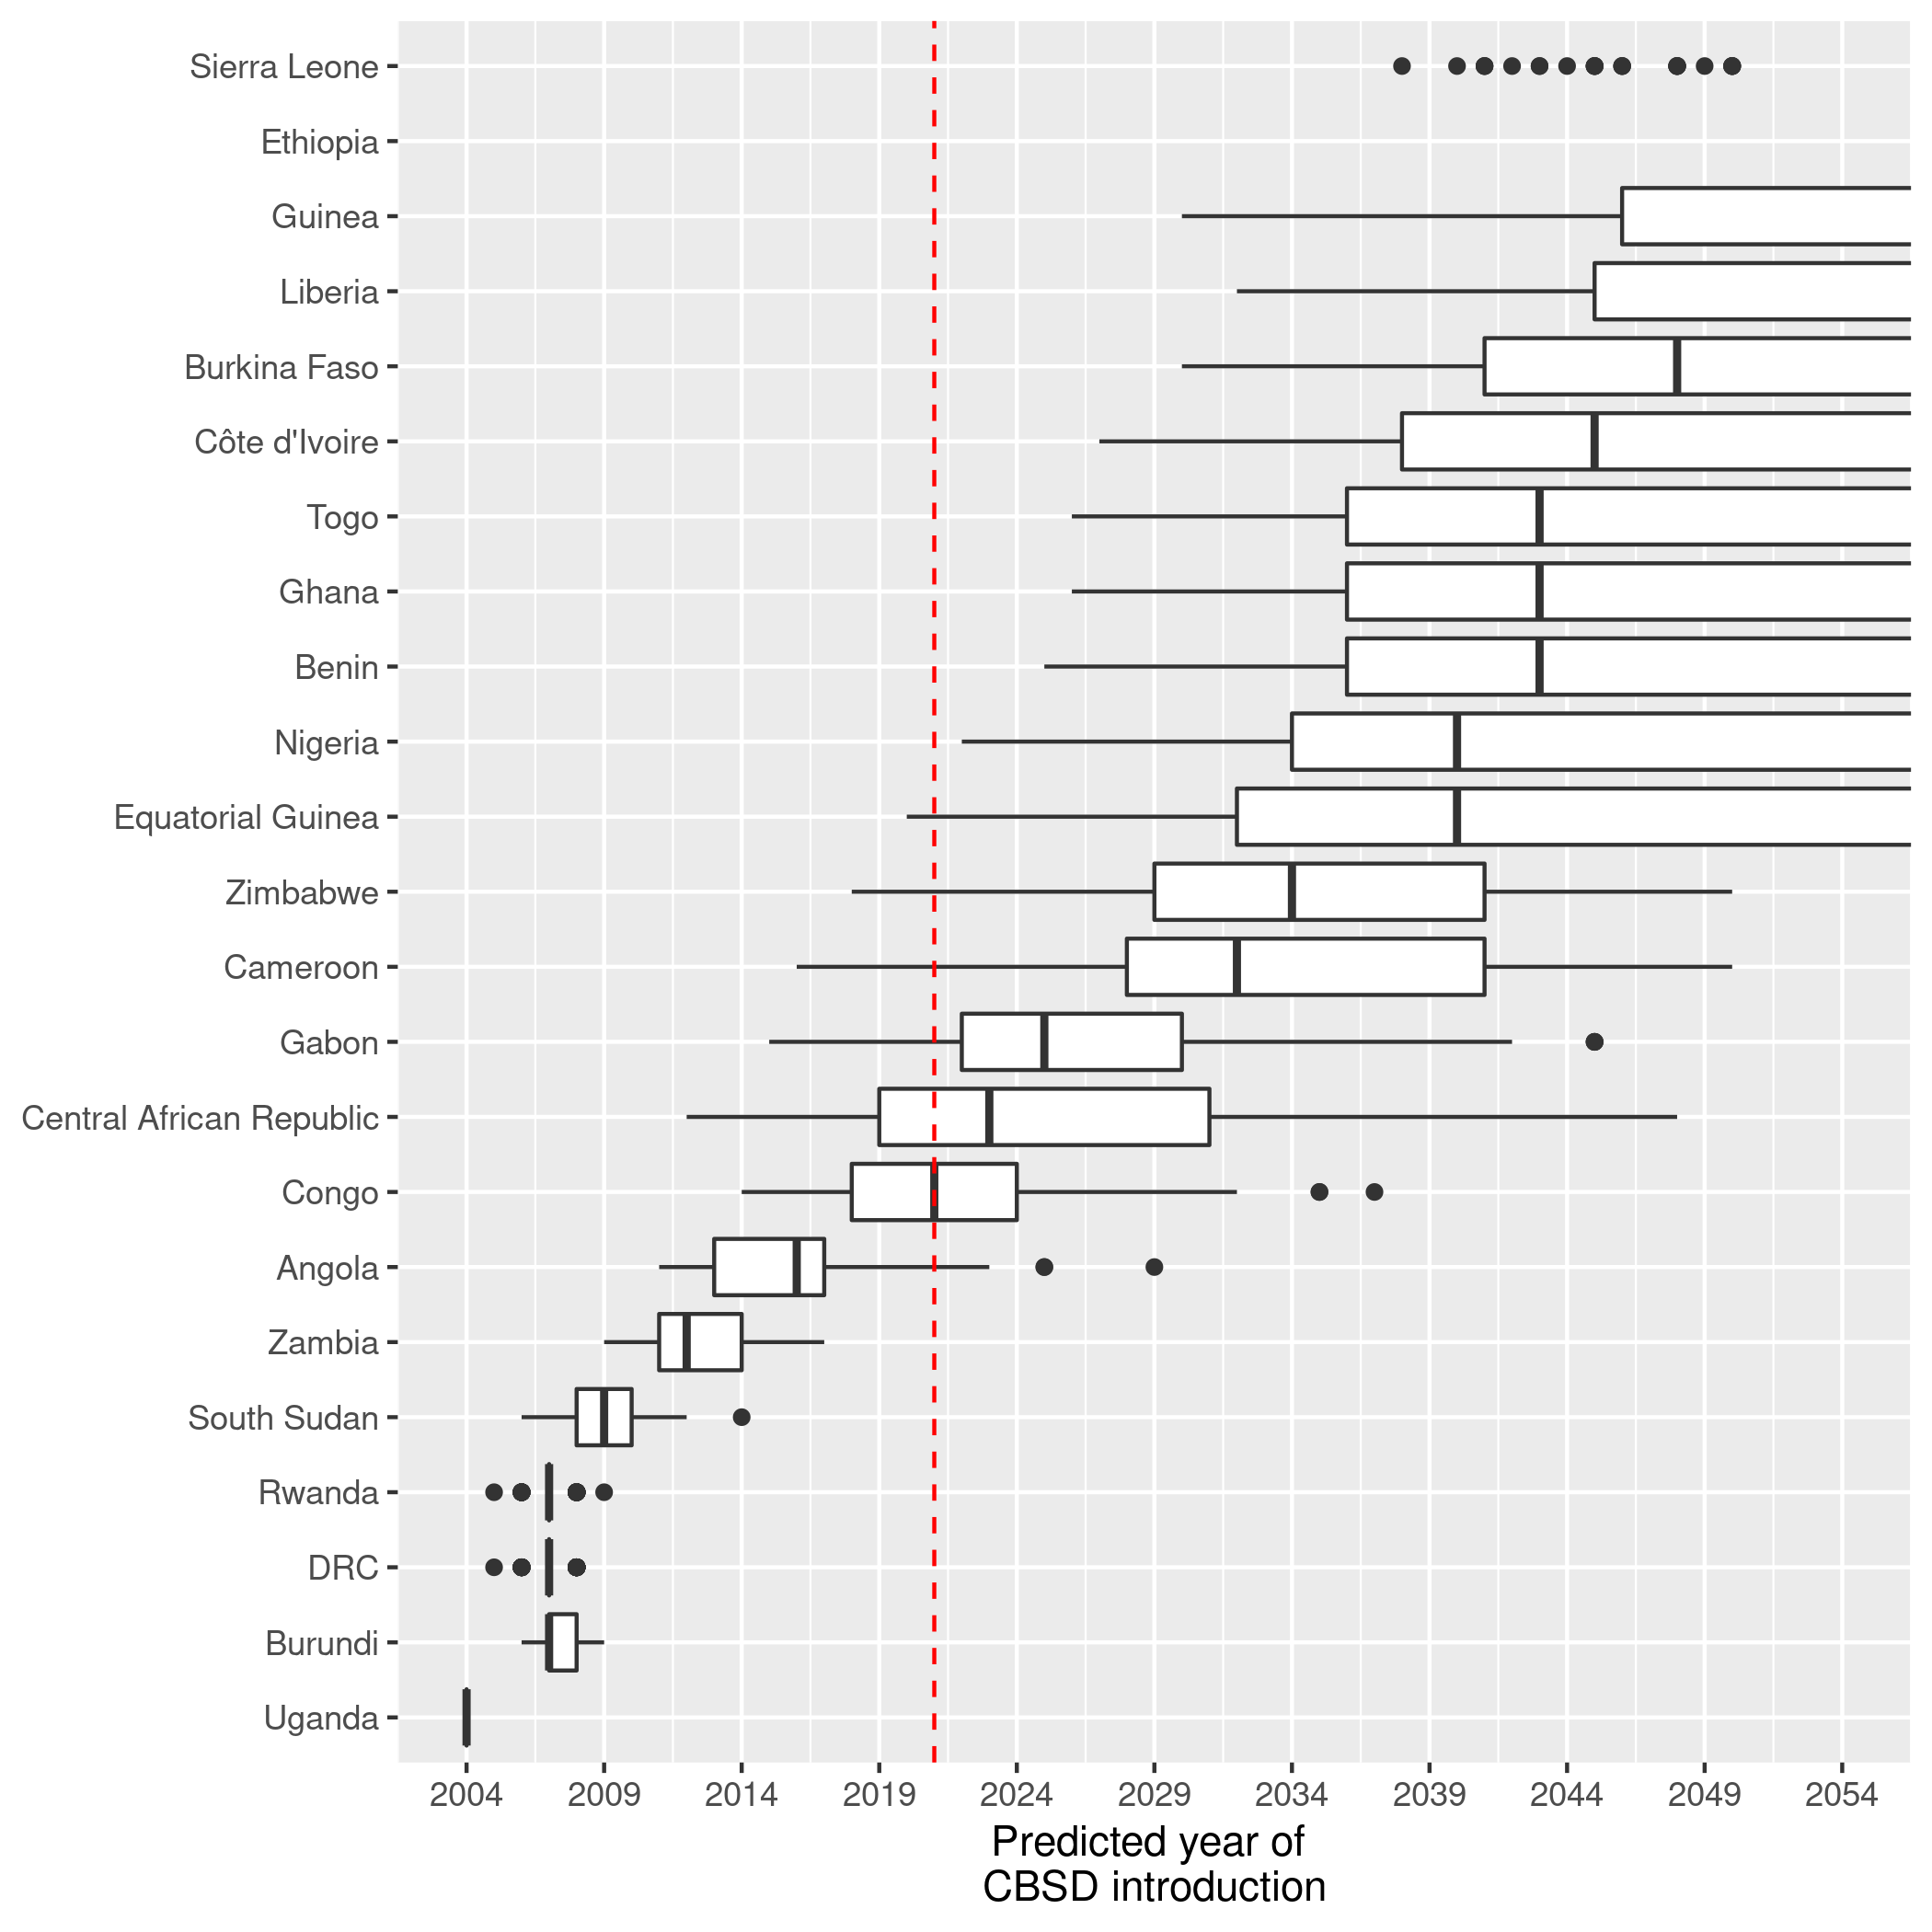 Sierra Leone
Ethiopia
Guinea
Liberia
Burkina Faso
Côte d'Ivoire
Togo
Ghana
Benin
Nigeria
Equatorial Guinea
Zimbabwe
Cameroon
Gabon
Central African Republic
Congo
Angola
Zambia
South Sudan
Rwanda
DRC
Burundi
Uganda
2004 2009 2014 2019 2024 2029 2034 2039 2044 2049 2054
Predicted year of
CBSD introduction